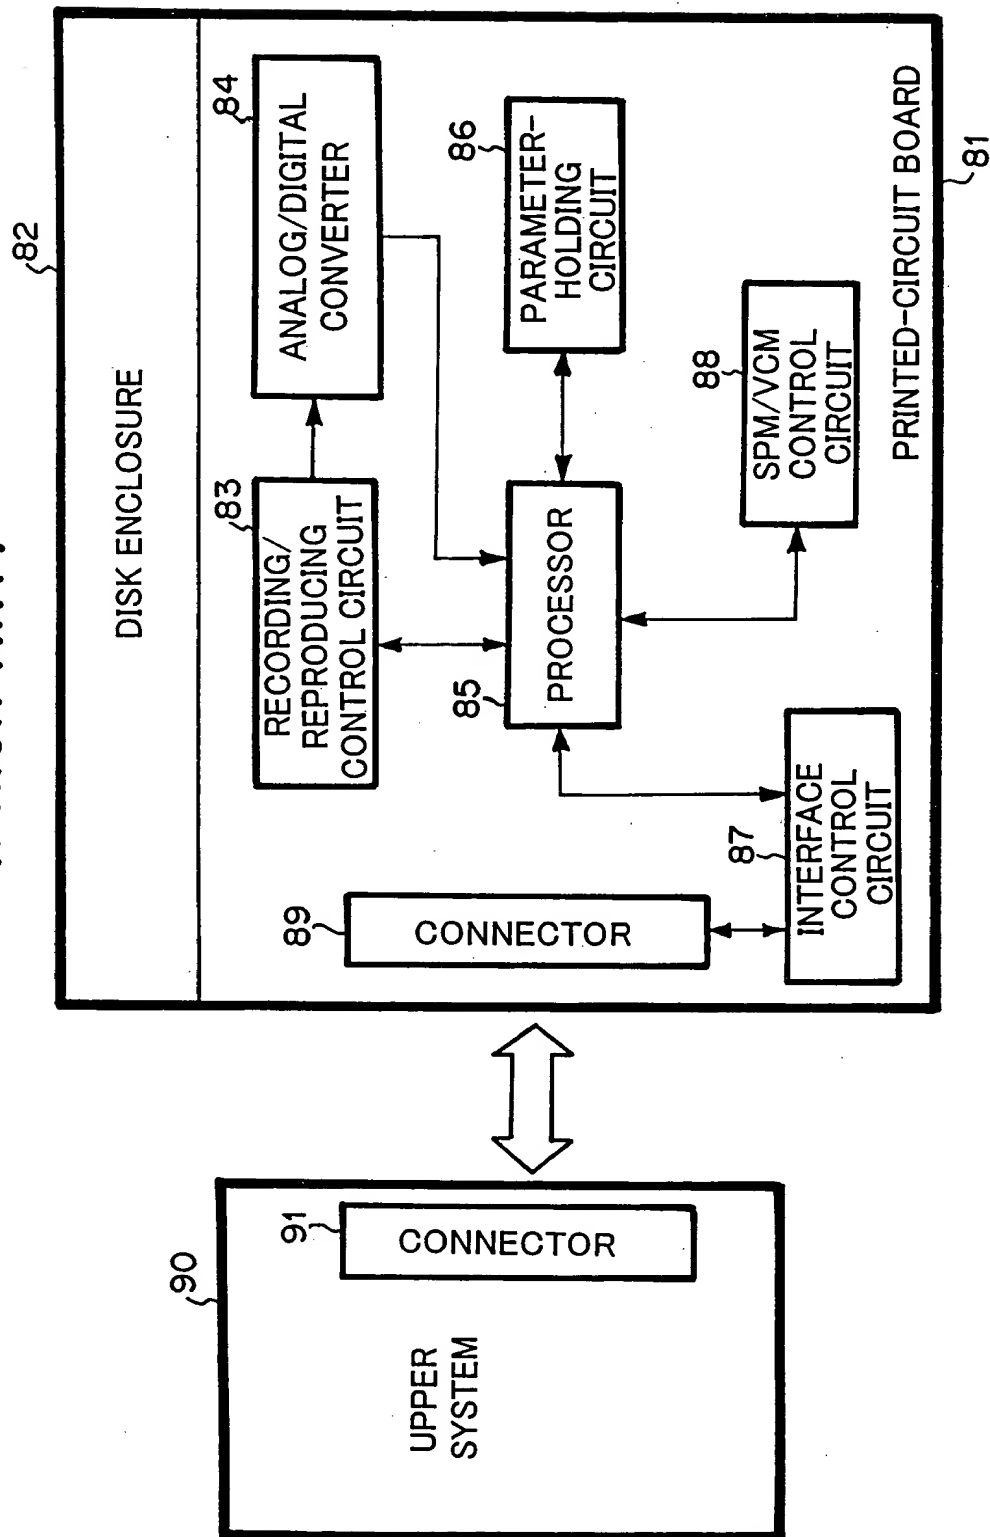 82
DISK ENCLOSURE
83
RECORDING/
REPRODUCING
CONTROL CIRCUIT
84
ANALOG/DIGITAL
CONVERTER
85
PROCESSOR
86
PARAMETER-
HOLDING
CIRCUIT
87
INTERFACE
CONTROL
CIRCUIT
88
SPM/VCM
CONTROL
CIRCUIT
89
CONNECTOR
PRINTED-CIRCUIT BOARD
81
90
UPPER
SYSTEM
91
CONNECTOR